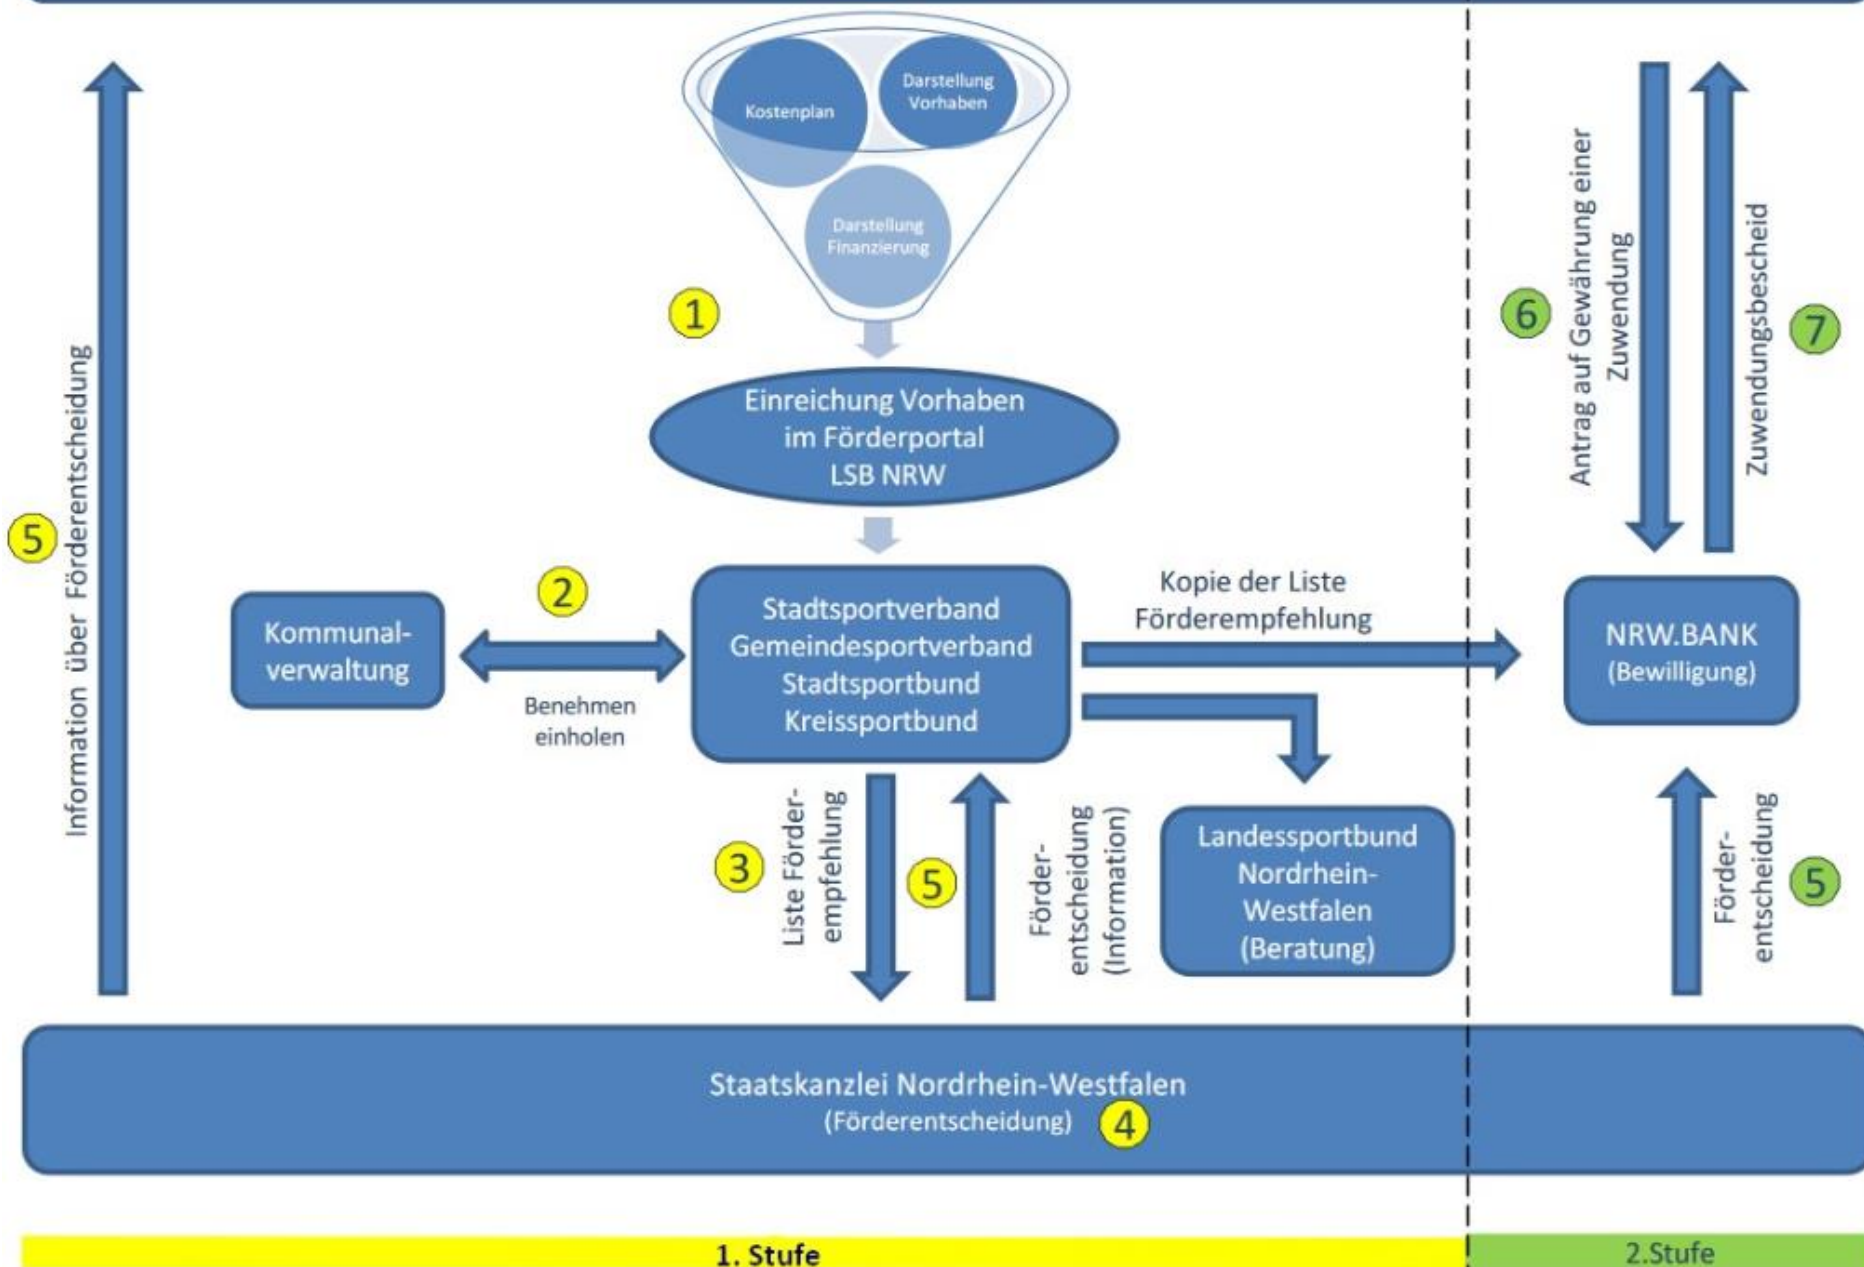 Kostenplan
Darstellung
Vorhaben
Darstellung
Finanzierung
1
Einreichung Vorhaben
im Förderportal
LSB NRW
5
Information über Förderentscheidung
Kommunal-
verwaltung
2
Benehmen
einholen
Stadtsportverband
Gemeindesportverband
Stadtsportbund
Kreissportbund
Kopie der Liste
Förderempfehlung
6
Antrag auf Gewährung einer
Zuwendung
Zuwendungsbescheid
7
NRW.BANK
(Bewilligung)
3
Liste Förder-
empfehlung
5
Förder-
entscheidung
(Information)
Landessportbund
Nordrhein-
Westfalen
(Beratung)
Förder-
entscheidung
5
Staatskanzlei Nordrhein-Westfalen
(Förderentscheidung)
4
1. Stufe
2.Stufe